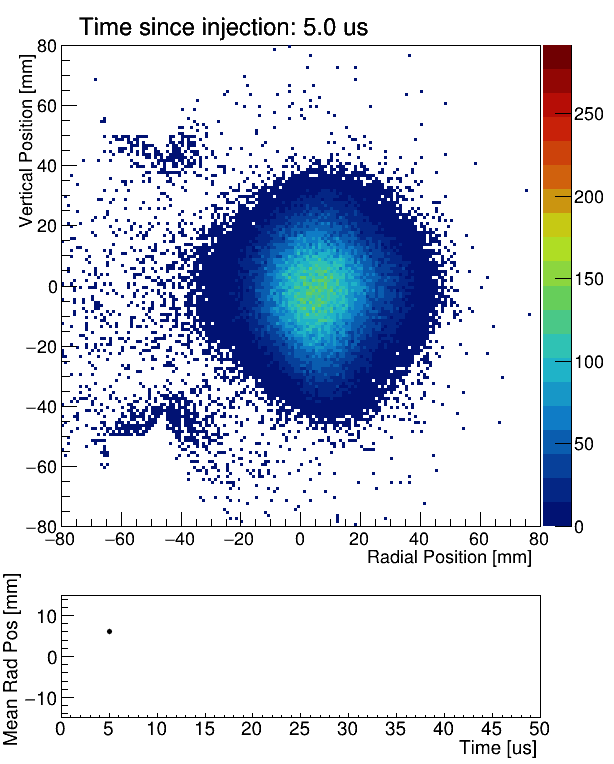 Time since injection: 5.0 us
Vertical Position [mm]
80
60
40
20
0
−20
−40
−60
−80
−80 −60 −40 −20 0 20 40 60 80
Radial Position [mm]
250
200
150
100
50
0
Mean Rad Pos [mm]
10
0
−10
0 5 10 15 20 25 30 35 40 45 50
Time [us]